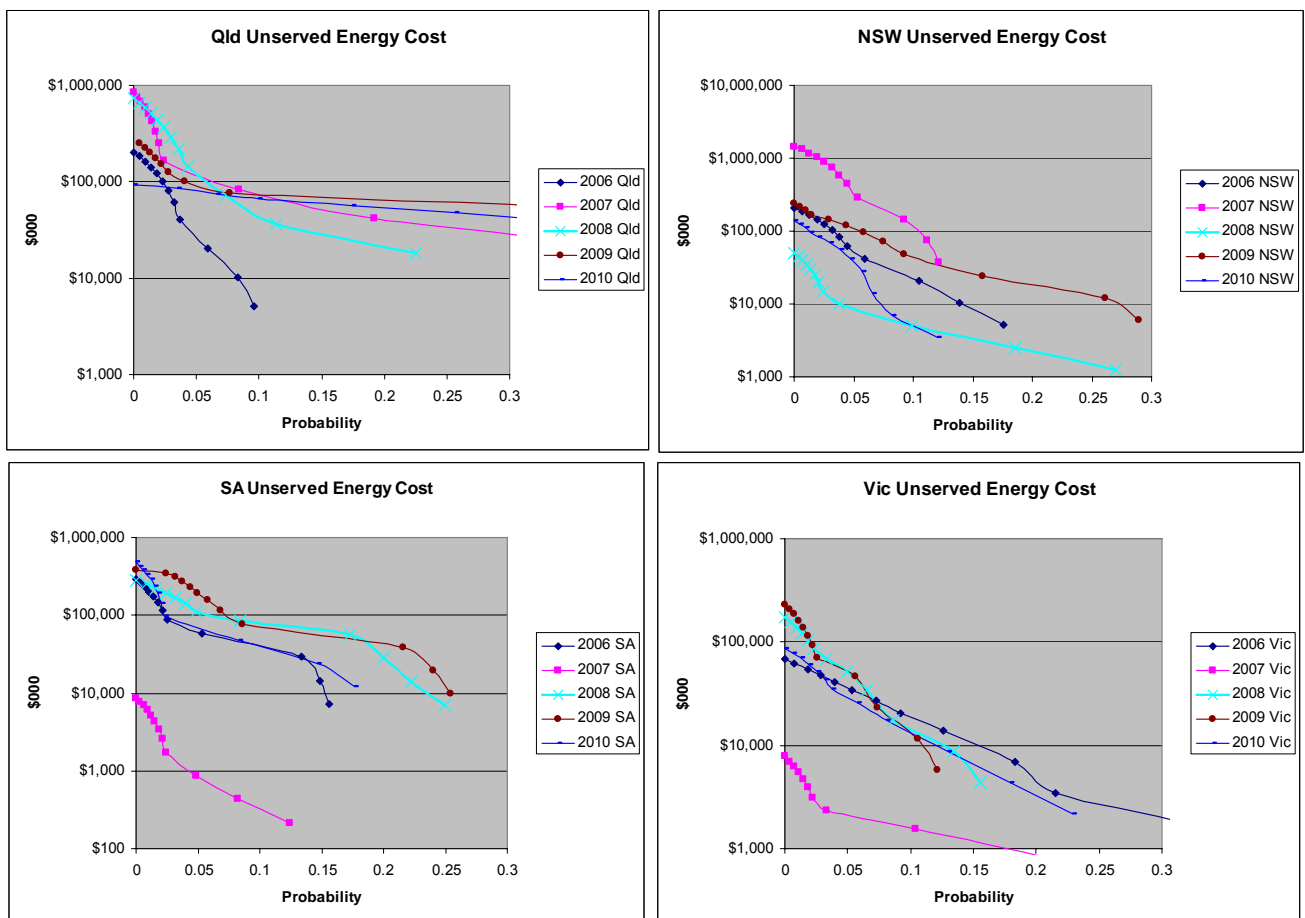 Qld Unserved Energy Cost
$1,000,000
$100,000
$10,000
$1,000
$000
0 0.05 0.1 0.15 0.2 0.25 0.3
Probability
2006 Qld
2007 Qld
2008 Qld
2009 Qld
2010 Qld
NSW Unserved Energy Cost
$10,000,000
$1,000,000
$100,000
$10,000
$1,000
$000
0 0.05 0.1 0.15 0.2 0.25 0.3
Probability
2006 NSW
2007 NSW
2008 NSW
2009 NSW
2010 NSW
SA Unserved Energy Cost
$1,000,000
$100,000
$10,000
$1,000
$100
$000
0 0.05 0.1 0.15 0.2 0.25 0.3
Probability
2006 SA
2007 SA
2008 SA
2009 SA
2010 SA
Vic Unserved Energy Cost
$1,000,000
$100,000
$10,000
$1,000
$000
0 0.05 0.1 0.15 0.2 0.25 0.3
Probability
2006 Vic
2007 Vic
2008 Vic
2009 Vic
2010 Vic